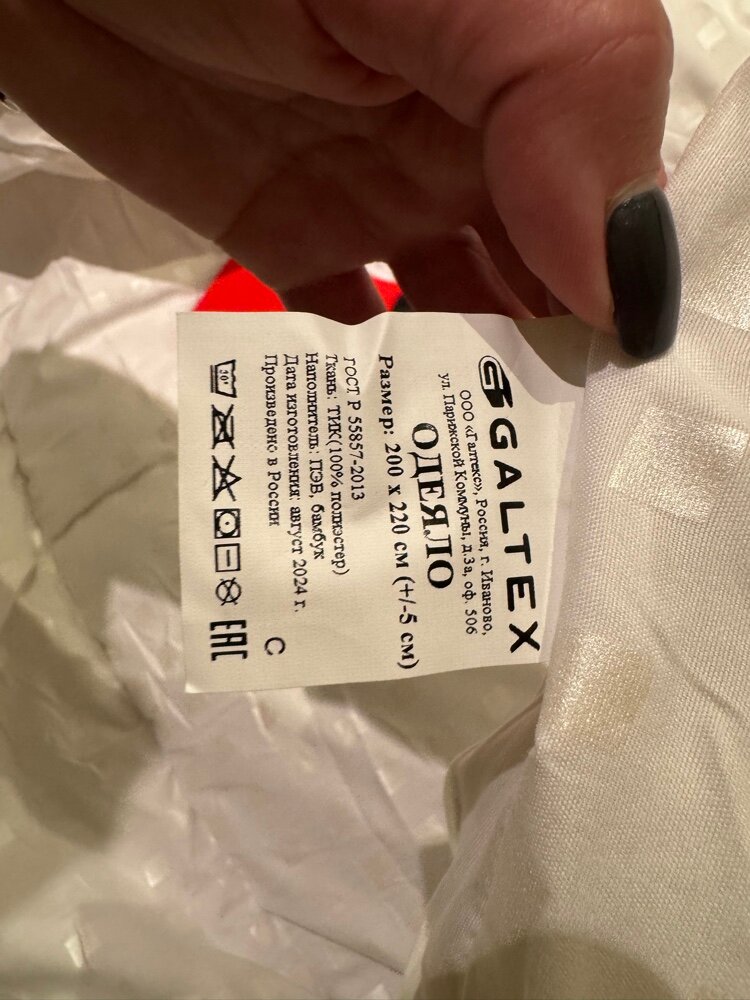 GALTEX
ООО «Галтекс», Россия, г. Иваново,
ул. Парижской Коммуны, д.3а, оф. 506
ОДЕЯЛО
Размер: 200 х 220 см (+/-5 см)
ГОСТ Р 55857-2013
Ткань: ТИК(100% полиэстер)
Наполнитель: ПЭВ, бамбук
Дата изготовления: август 2024 г.
Произведено в России
С
30°
EAC